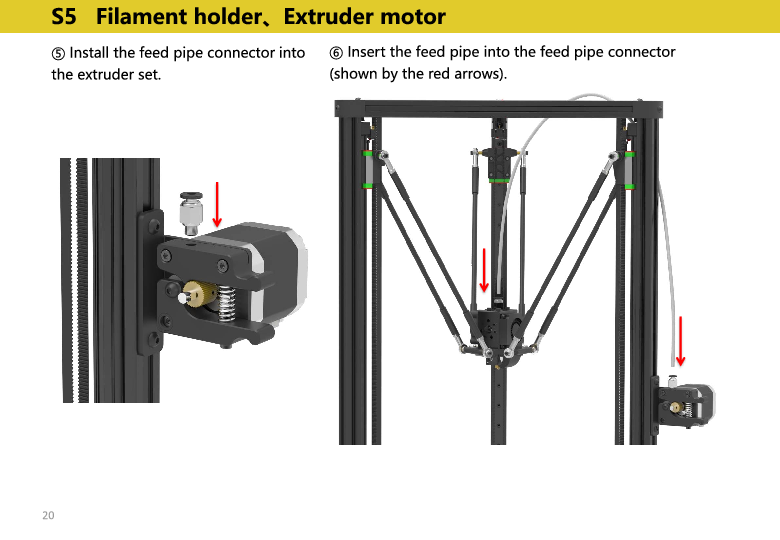 S5 Filament holder、Extruder motor
⑤ Install the feed pipe connector into
the extruder set.
⑥ Insert the feed pipe into the feed pipe connector
(shown by the red arrows).
20